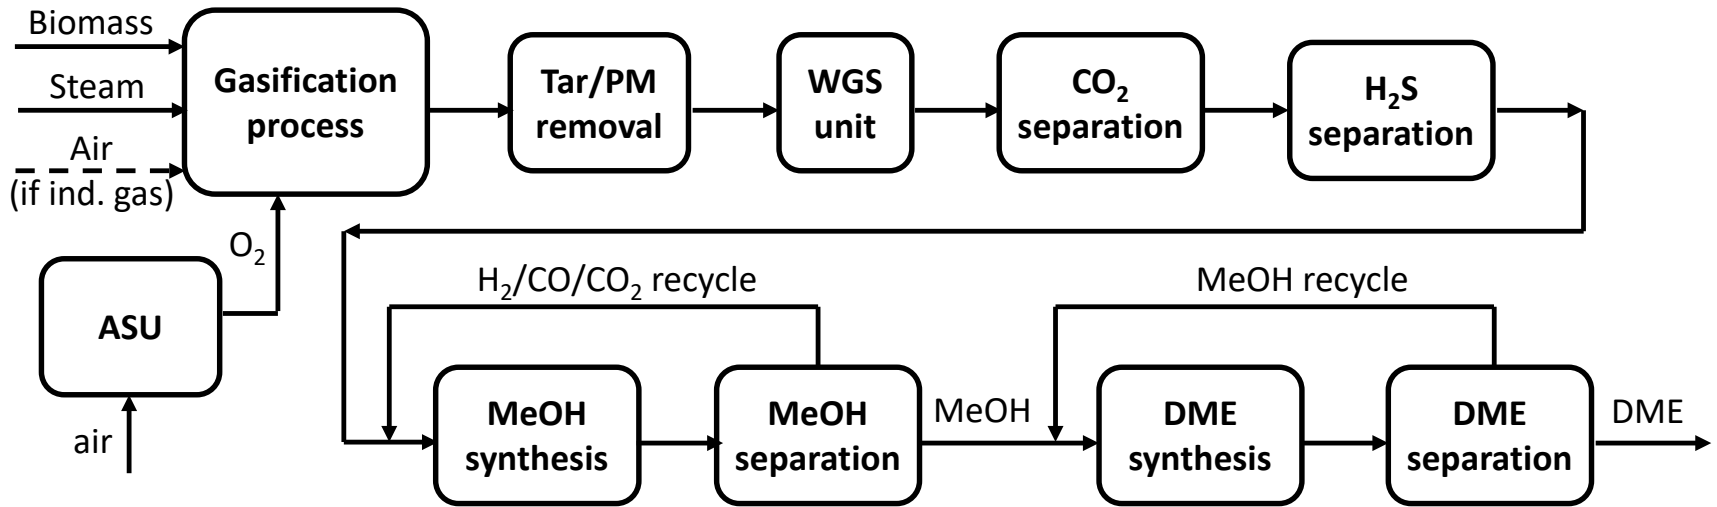 Biomass
Steam
Air
(if ind. gas)
Gasification
process
Tar/PM
removal
WGS
unit
CO₂
separation
H₂S
separation
O₂
ASU
air
H₂/CO/CO₂ recycle
MeOH recycle
MeOH
synthesis
MeOH
separation
MeOH
DME
synthesis
DME
separation
DME